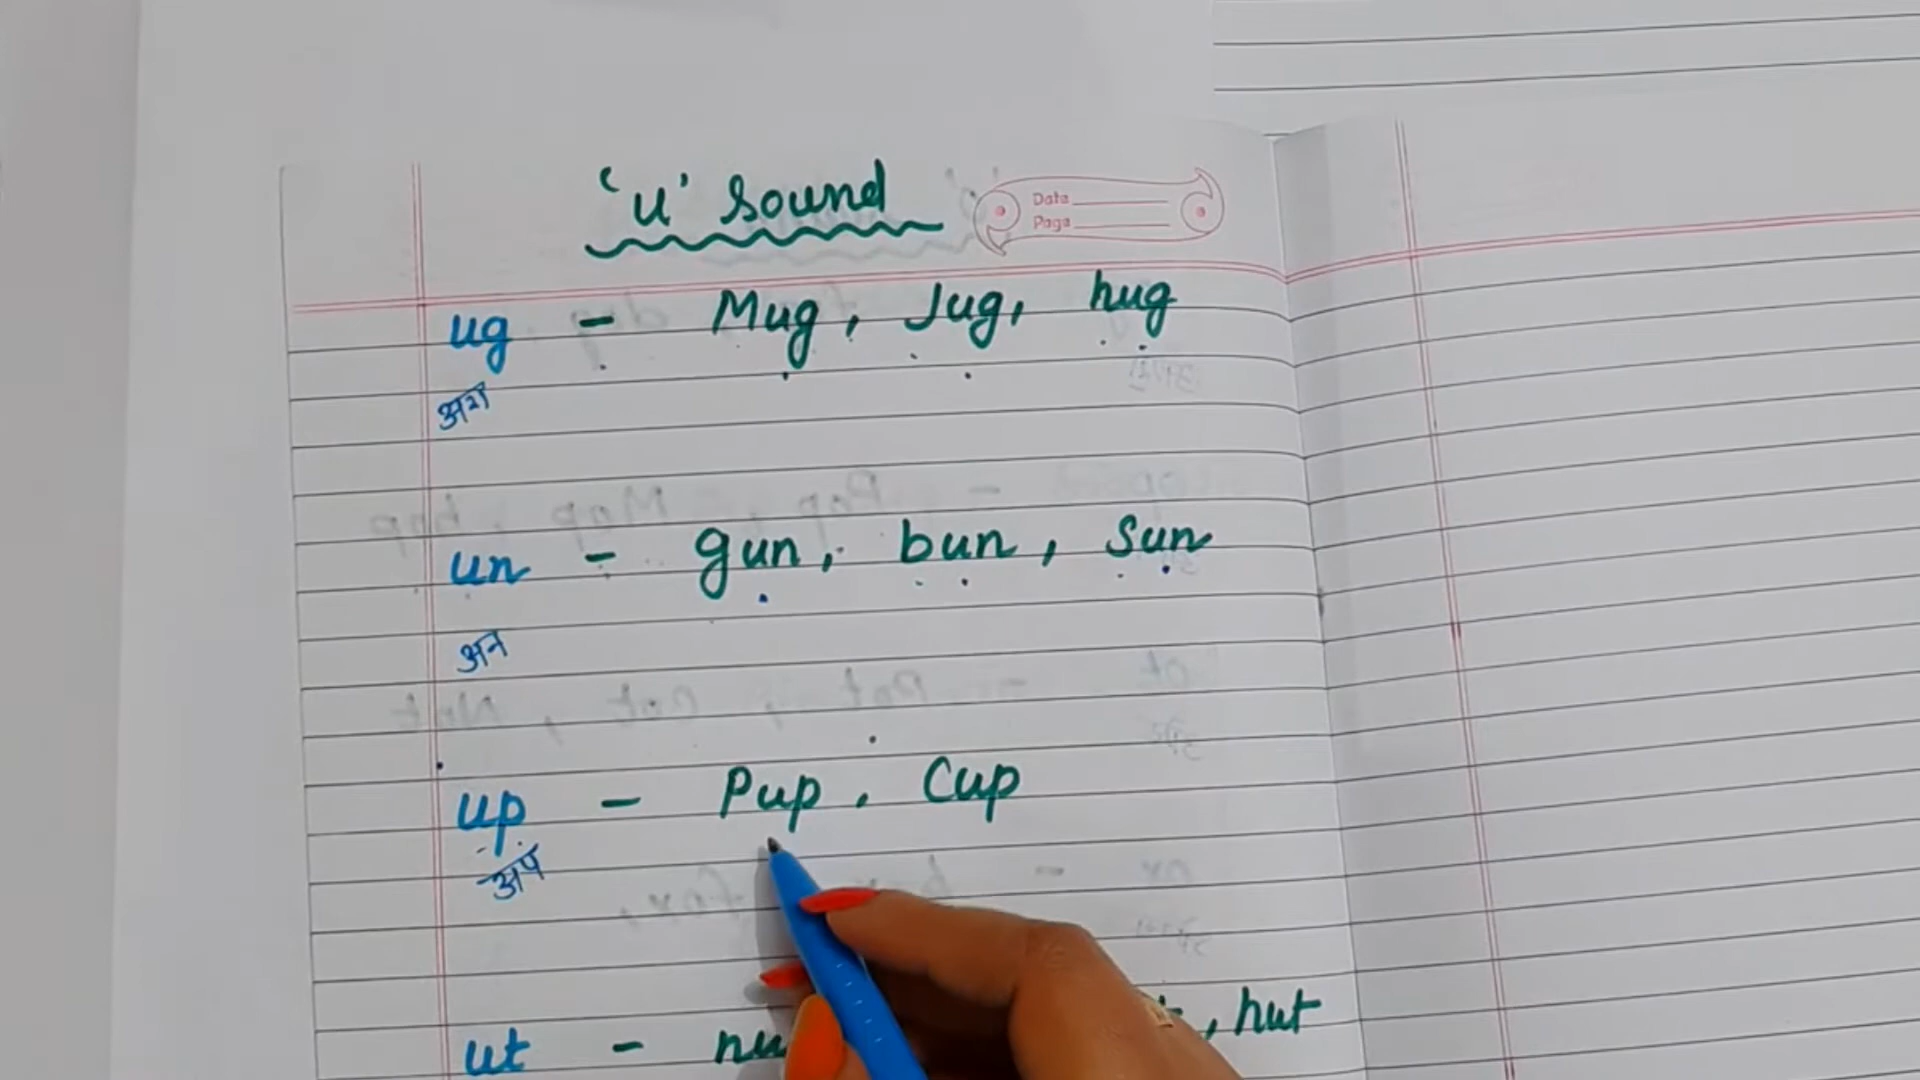 'u' Sound
Date
Page
ug - Mug, Jug, hug
अग
un - gun, bun, Sun
अन
up - Pup, Cup
अप
ut - , hut